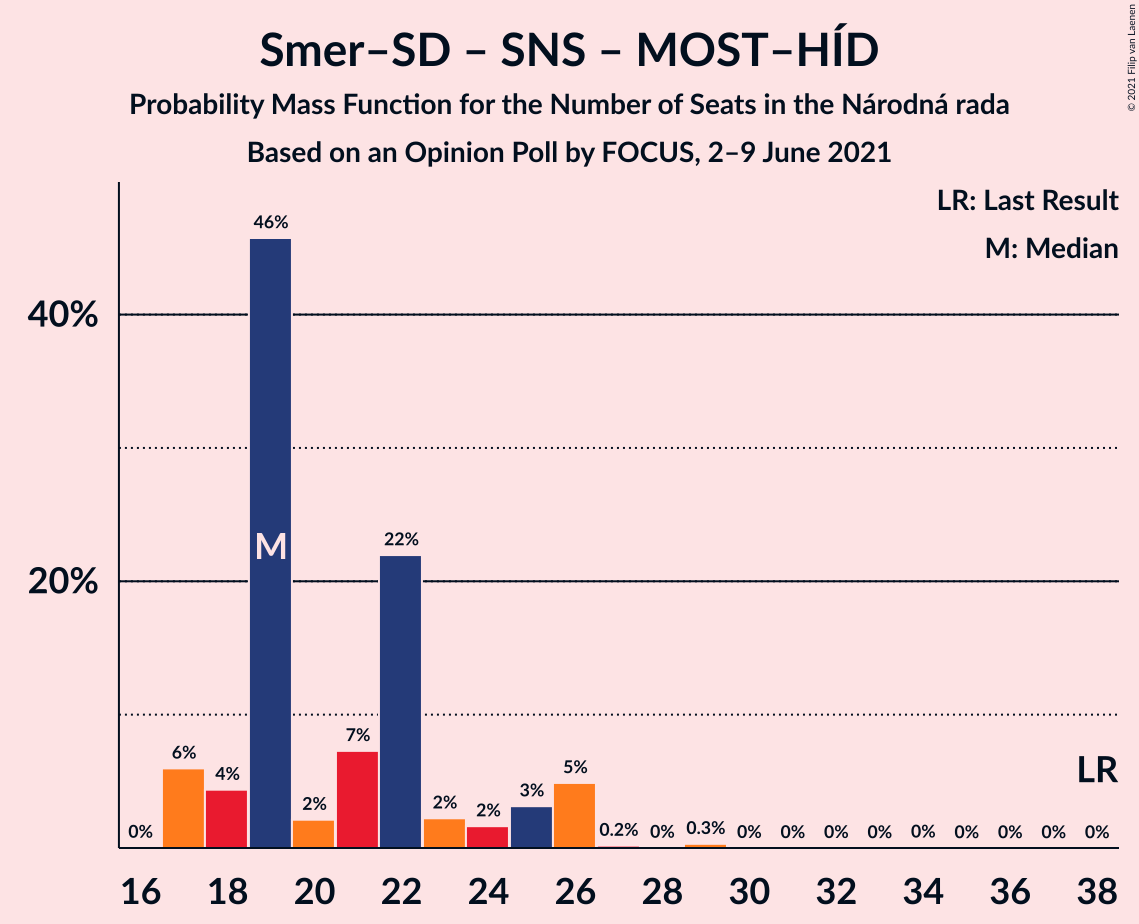 Smer–SD – SNS – MOST–HÍD
Probability Mass Function for the Number of Seats in the Národná rada
Based on an Opinion Poll by FOCUS, 2–9 June 2021
© 2021 Filip van Laenen
LR: Last Result
M: Median
40%
20%
46%
M
22%
6%
4%
2%
7%
2%
2%
3%
5%
LR
0%
0.2%
0%
0.3%
0%
0%
0%
0%
0%
0%
0%
0%
0%
16 18 20 22 24 26 28 30 32 34 36 38